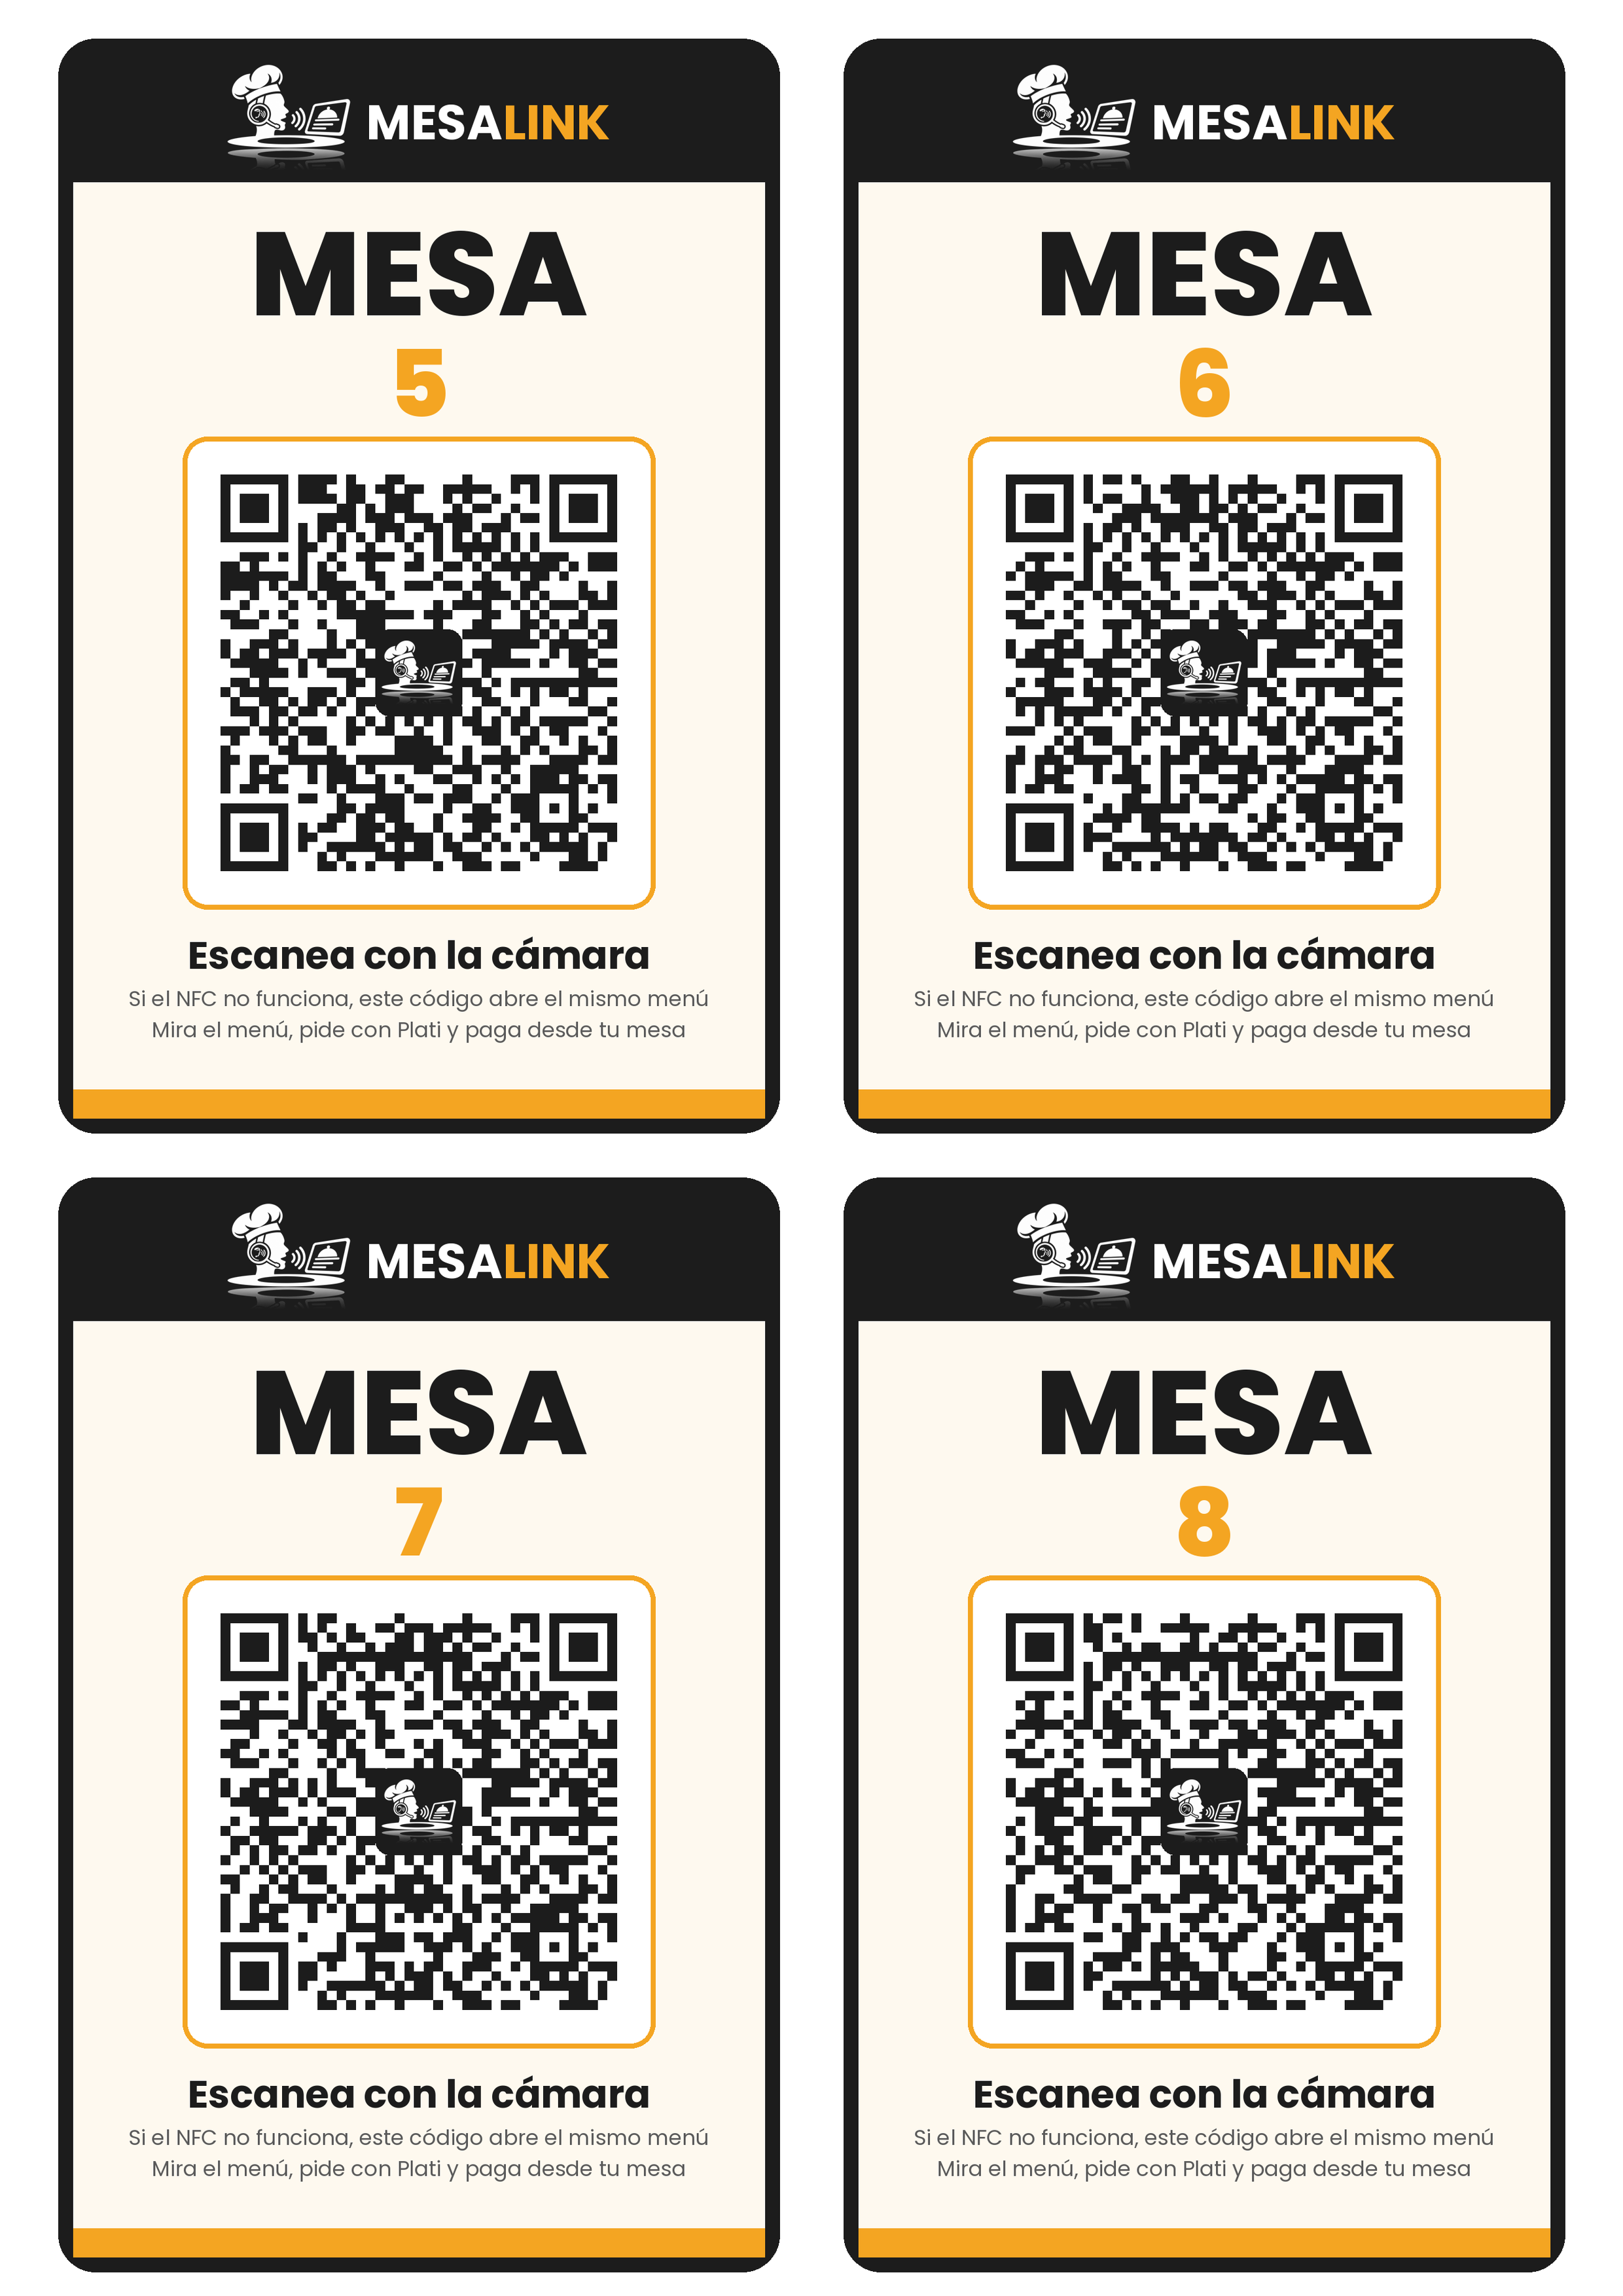 MESALINK
MESA
5
Escanea con la cámara
Si el NFC no funciona, este código abre el mismo menú
Mira el menú, pide con Plati y paga desde tu mesa
MESALINK
MESA
6
Escanea con la cámara
Si el NFC no funciona, este código abre el mismo menú
Mira el menú, pide con Plati y paga desde tu mesa
MESALINK
MESA
7
Escanea con la cámara
Si el NFC no funciona, este código abre el mismo menú
Mira el menú, pide con Plati y paga desde tu mesa
MESALINK
MESA
8
Escanea con la cámara
Si el NFC no funciona, este código abre el mismo menú
Mira el menú, pide con Plati y paga desde tu mesa